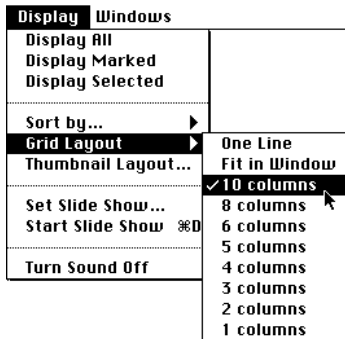 Display Windows
Display All
Display Marked
Display Selected
Sort by...
Grid Layout
Thumbnail Layout...
Set Slide Show...
Start Slide Show ⌘D
Turn Sound Off
One Line
Fit in Window
✓10 columns
8 columns
6 columns
5 columns
4 columns
3 columns
2 columns
1 columns